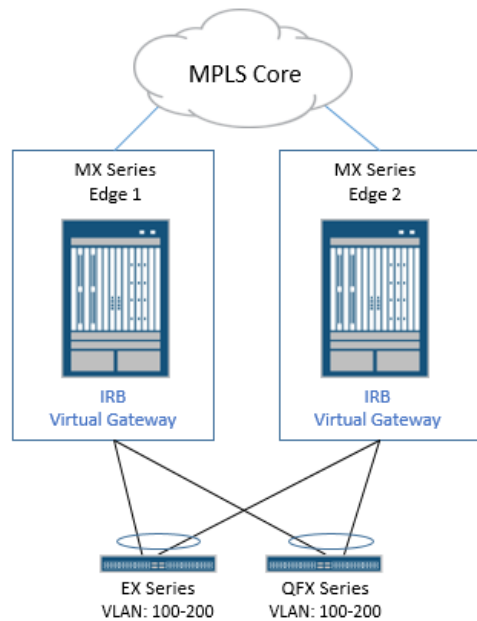 MPLS Core
MX Series
Edge 1
MX Series
Edge 2
IRB
Virtual Gateway
IRB
Virtual Gateway
EX Series
VLAN: 100-200
QFX Series
VLAN: 100-200